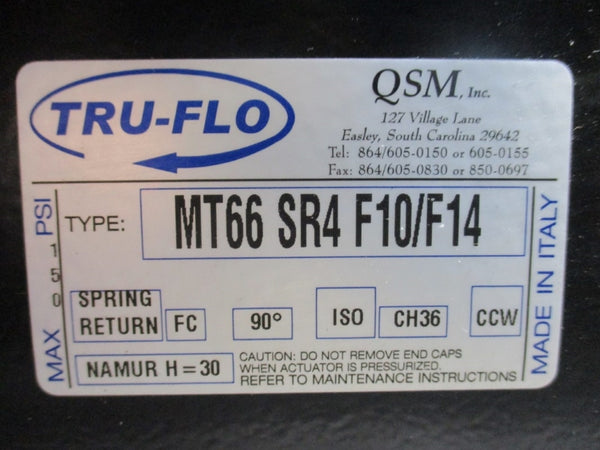 TRU-FLO
QSM, Inc.
127 Village Lane
Easley, South Carolina 29642
Tel: 864/605-0150 or 605-0155
Fax: 864/605-0830 or 850-0697
MAX 150 PSI
TYPE:
MT66 SR4 F10/F14
SPRING
RETURN
FC
90°
ISO
CH36
CCW
NAMUR H=30
CAUTION: DO NOT REMOVE END CAPS
WHEN ACTUATOR IS PRESSURIZED.
REFER TO MAINTENANCE INSTRUCTIONS
MADE IN ITALY